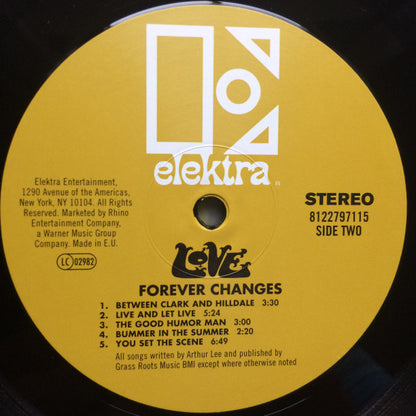 elektra
Elektra Entertainment,
1290 Avenue of the Americas,
New York, NY 10104. All Rights
Reserved. Marketed by Rhino
Entertainment Company,
a Warner Music Group
Company. Made in E.U.
LC 02982
STEREO
8122797115
SIDE TWO
LOVE
FOREVER CHANGES
1. BETWEEN CLARK AND HILLDALE 3:30
2. LIVE AND LET LIVE 5:24
3. THE GOOD HUMOR MAN 3:00
4. BUMMER IN THE SUMMER 2:20
5. YOU SET THE SCENE 6:49
All songs written by Arthur Lee and published by
Grass Roots Music BMI except where otherwise noted